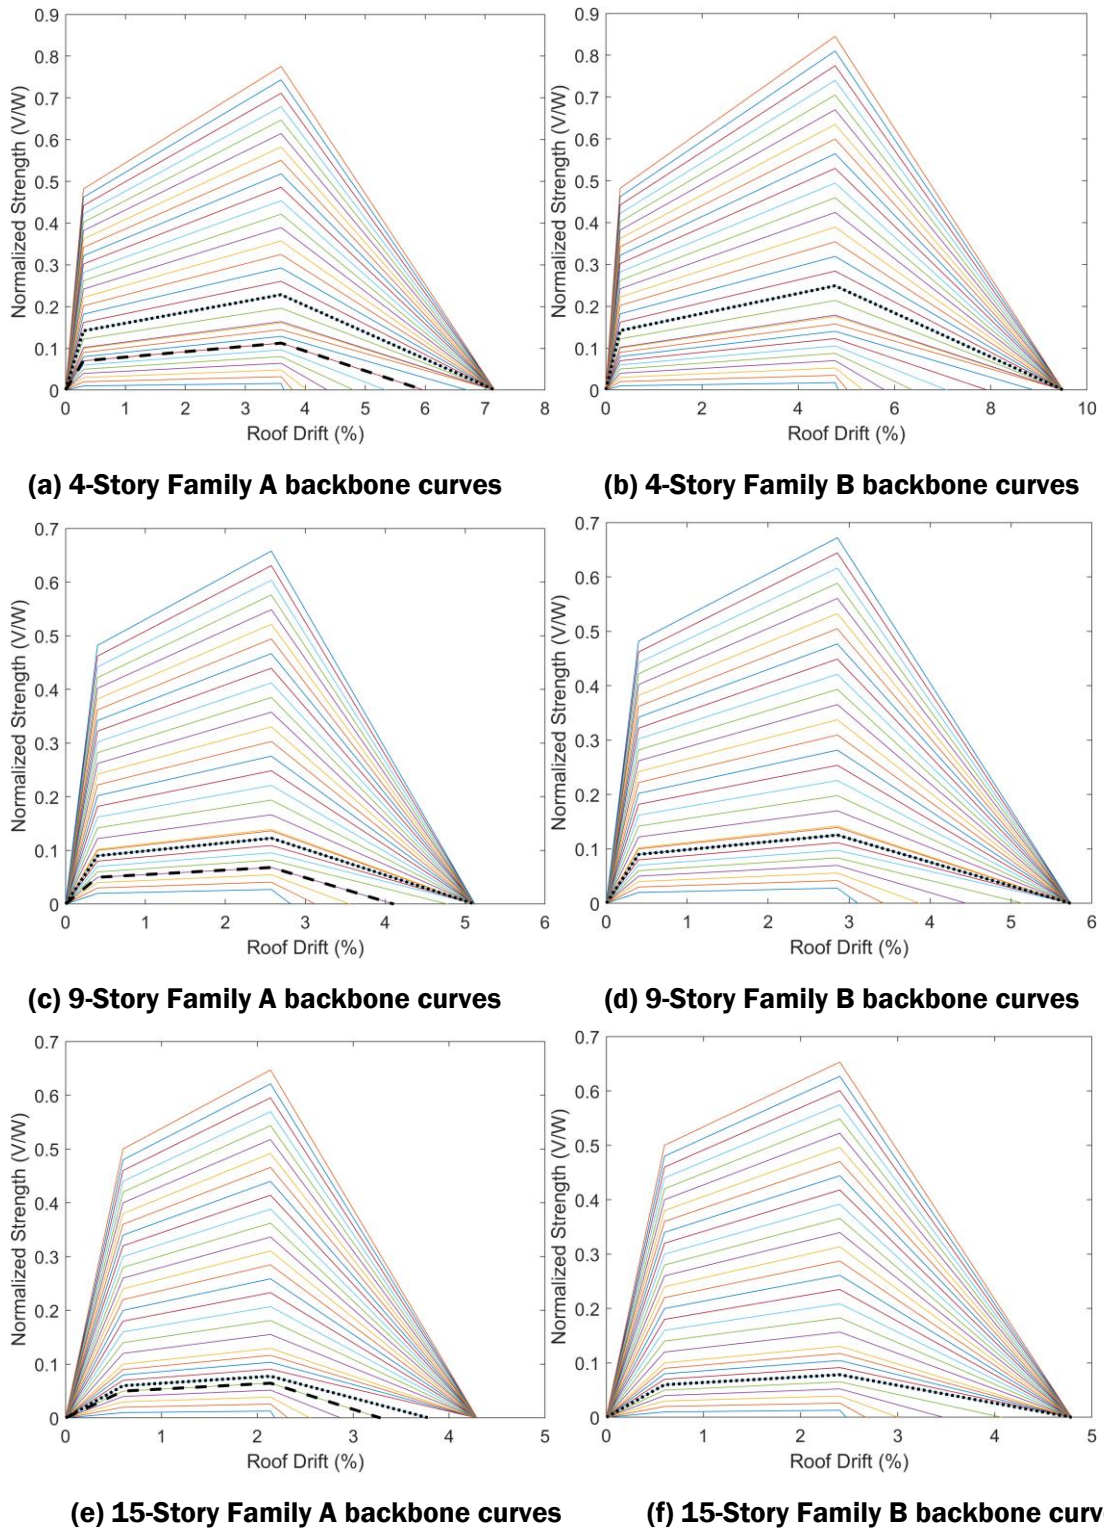 0.9
0.8
0.7
0.6
0.5
0.4
0.3
0.2
0.1
0
Normalized Strength (V/W)
0 1 2 3 4 5 6 7 8
Roof Drift (%)
(a) 4-Story Family A backbone curves
0.9
0.8
0.7
0.6
0.5
0.4
0.3
0.2
0.1
0
Normalized Strength (V/W)
0 2 4 6 8 10
Roof Drift (%)
(b) 4-Story Family B backbone curves
0.7
0.6
0.5
0.4
0.3
0.2
0.1
0
Normalized Strength (V/W)
0 1 2 3 4 5 6
Roof Drift (%)
(c) 9-Story Family A backbone curves
0.7
0.6
0.5
0.4
0.3
0.2
0.1
0
Normalized Strength (V/W)
0 1 2 3 4 5 6
Roof Drift (%)
(d) 9-Story Family B backbone curves
0.7
0.6
0.5
0.4
0.3
0.2
0.1
0
Normalized Strength (V/W)
0 1 2 3 4 5
Roof Drift (%)
(e) 15-Story Family A backbone curves
0.7
0.6
0.5
0.4
0.3
0.2
0.1
0
Normalized Strength (V/W)
0 1 2 3 4 5
Roof Drift (%)
(f) 15-Story Family B backbone curv